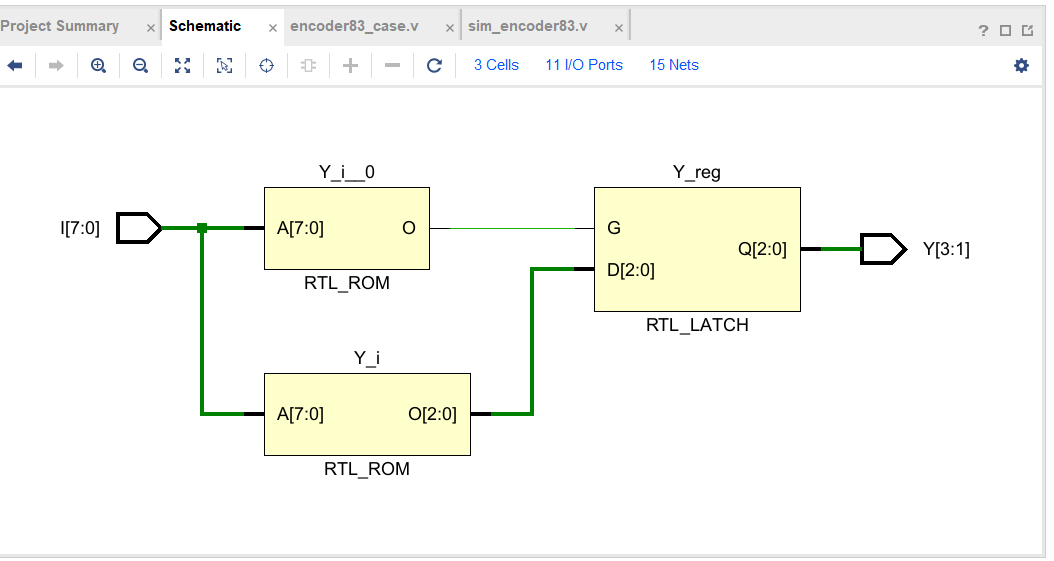 Project Summary × Schematic × encoder83_case.v × sim_encoder83.v × ?
3 Cells 11 I/O Ports 15 Nets
Y_i__0
I[7:0]
A[7:0] O
RTL_ROM
Y_reg
G
D[2:0]
Q[2:0]
RTL_LATCH
Y[3:1]
Y_i
A[7:0] O[2:0]
RTL_ROM